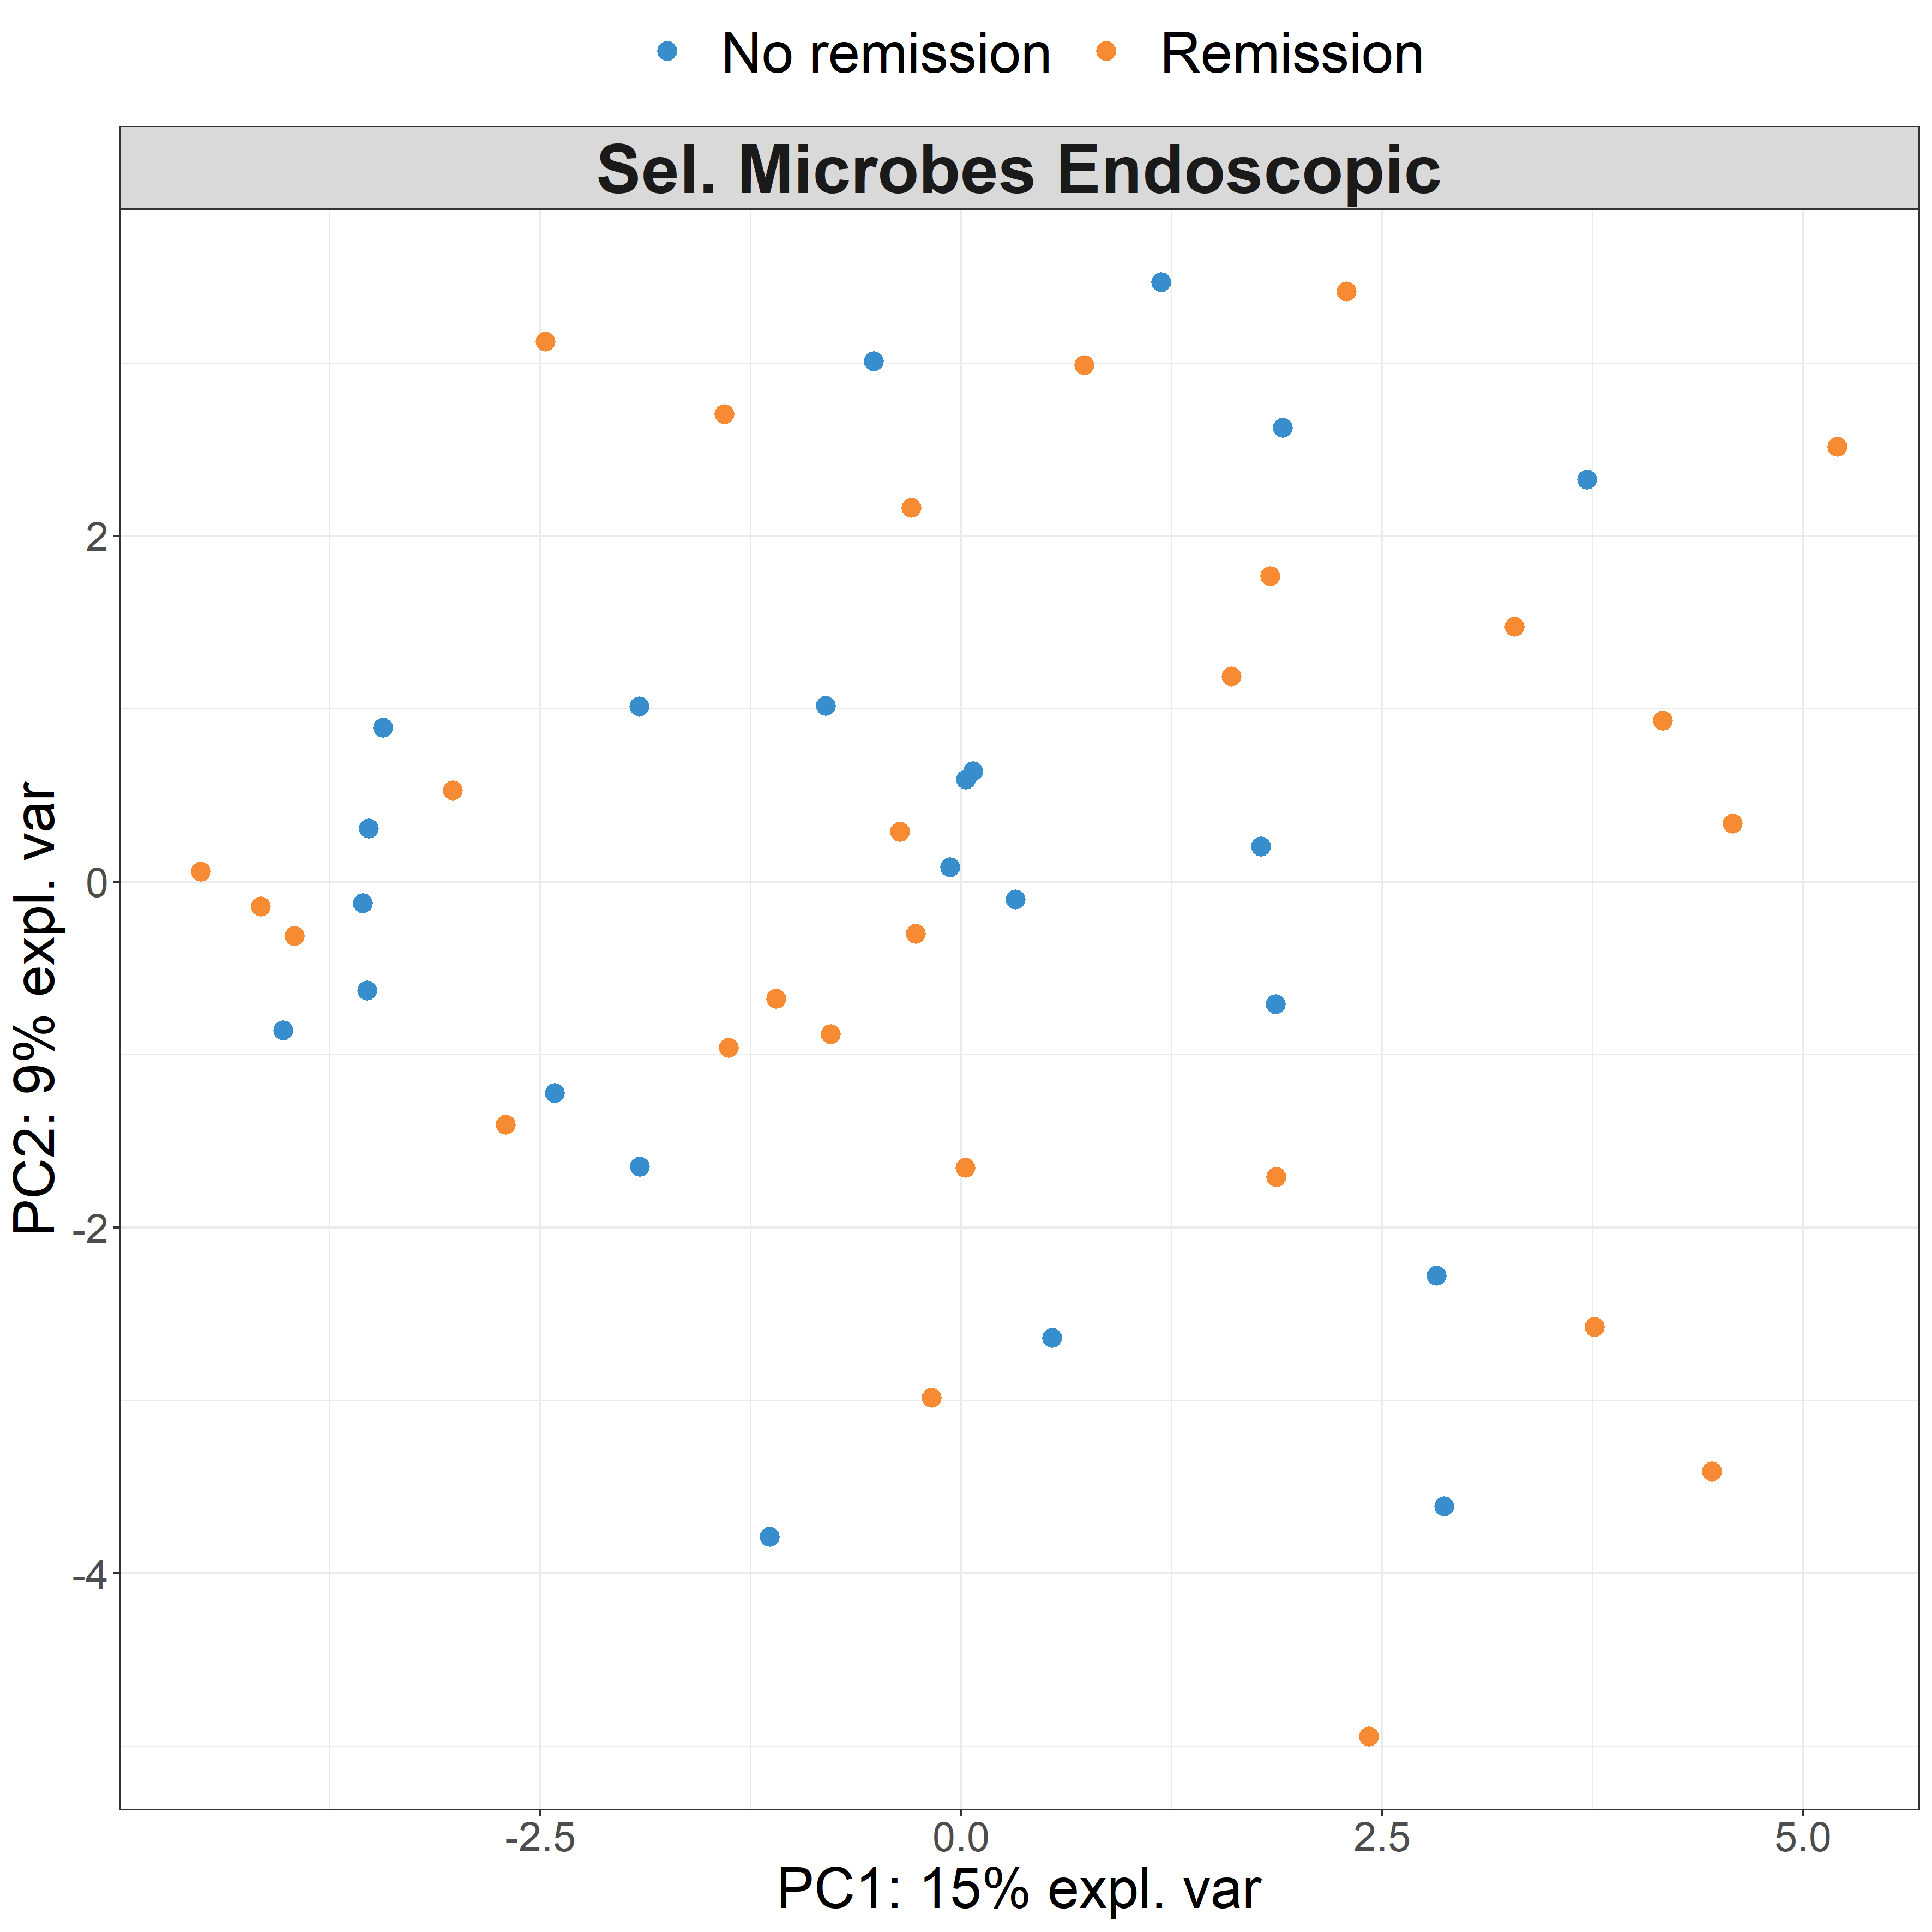 No remission Remission
Sel. Microbes Endoscopic
PC2: 9% expl. var
2
0
-2
-4
-2.5 0.0 2.5 5.0
PC1: 15% expl. var